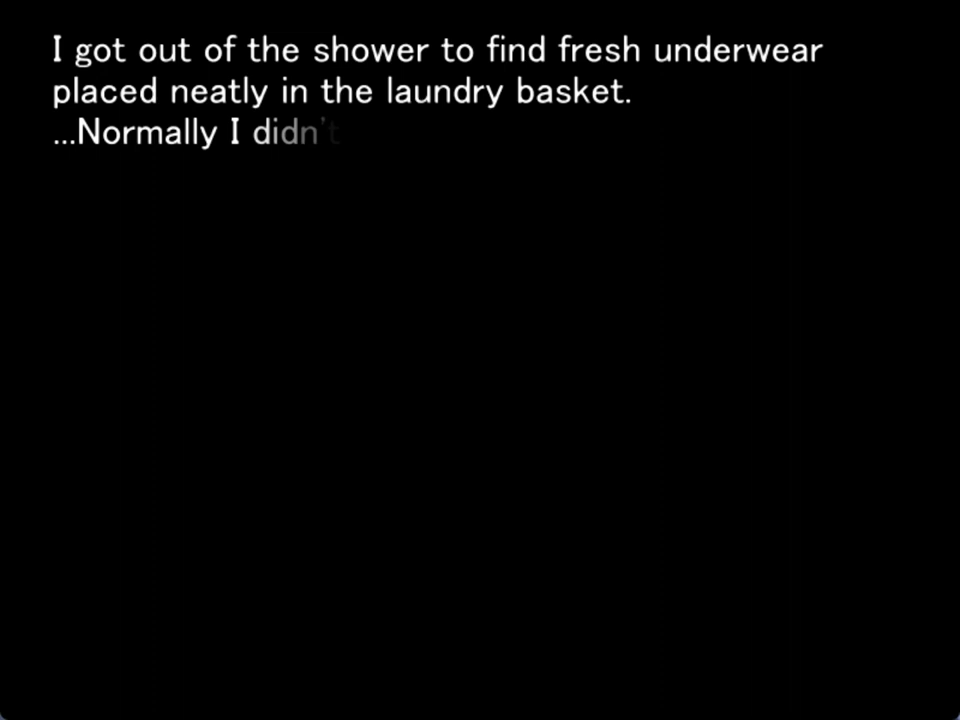 I got out of the shower to find fresh underwear
placed neatly in the laundry basket.
...Normally I didn't